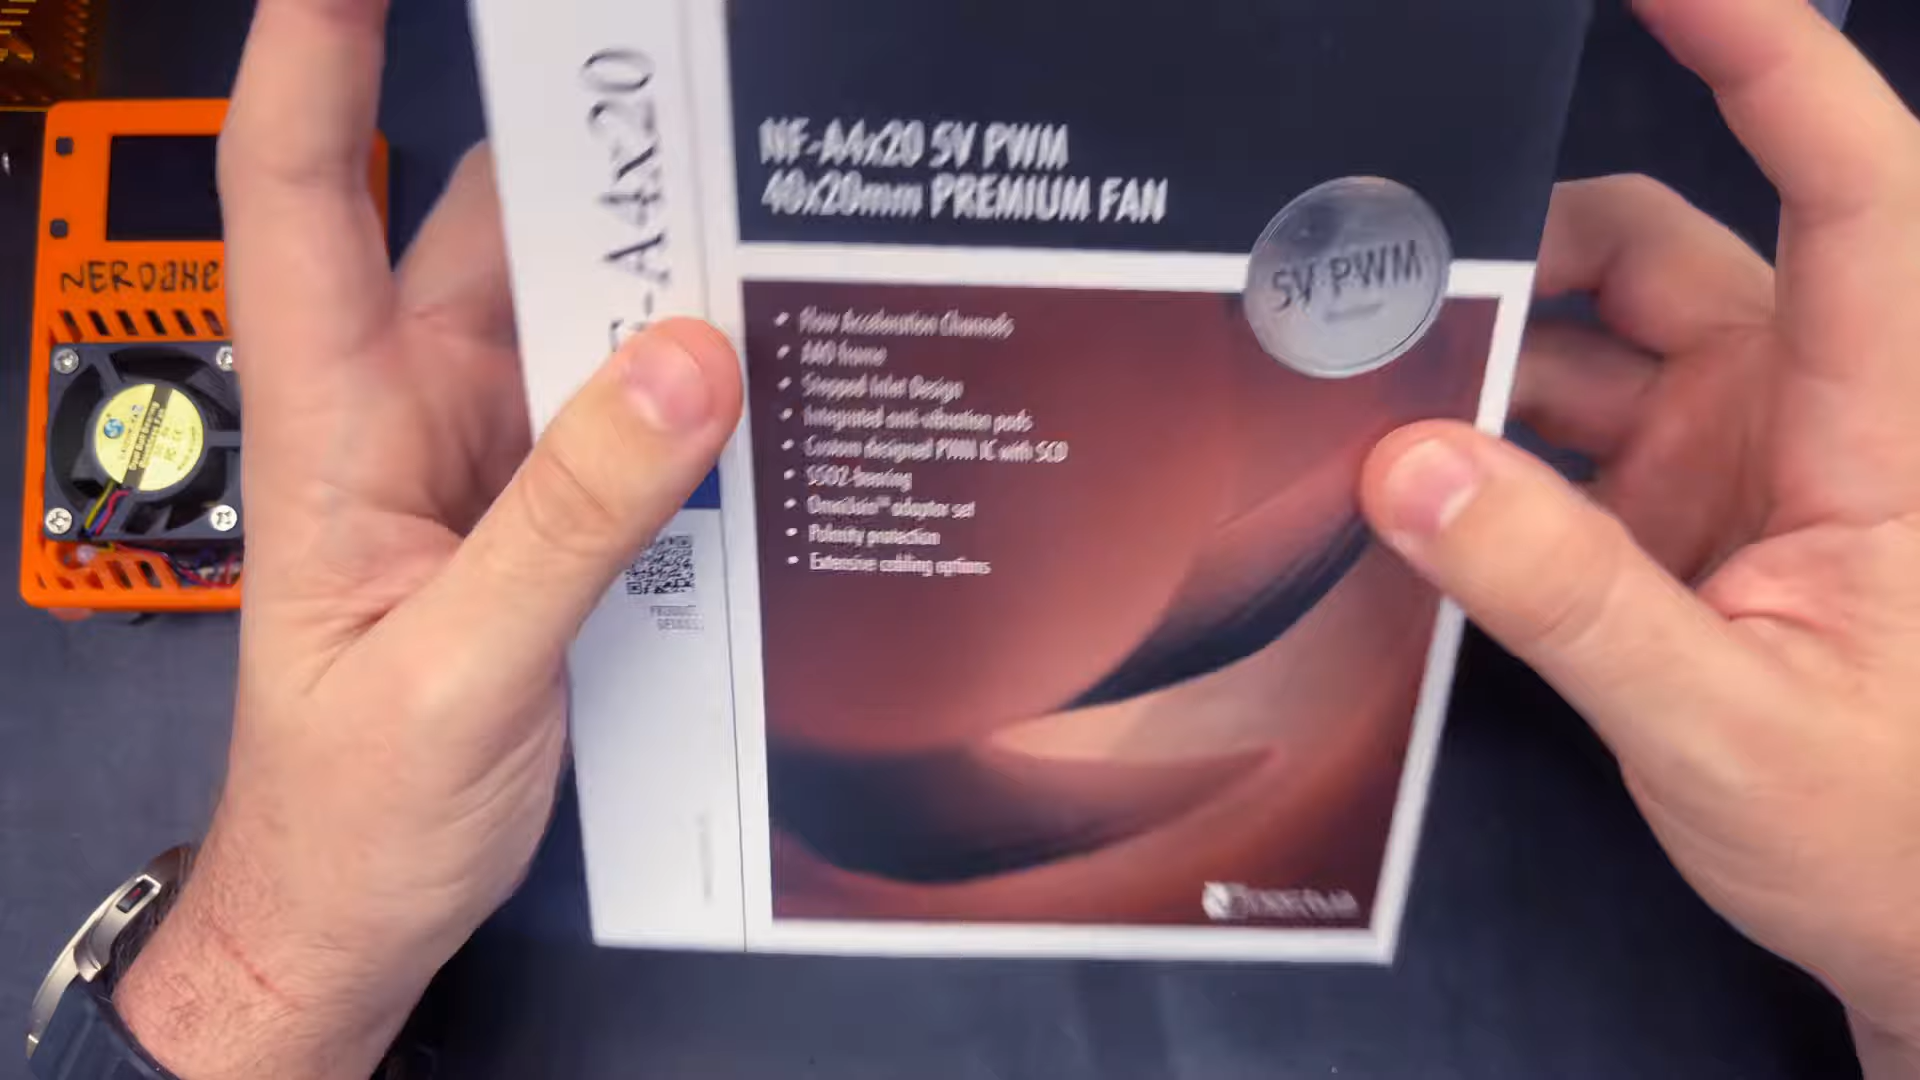 NERDAXE
-A4x20
NF-A4x20 5V PWM
40x20mm PREMIUM FAN
5V PWM
Flow Acceleration Channels
AAO frame
Stepped Inlet Design
Integrated anti-vibration pads
Custom designed PWM IC with SCD
SSO2-bearing
OmniJoin™ adaptor set
Polarity protection
Extensive cabling options